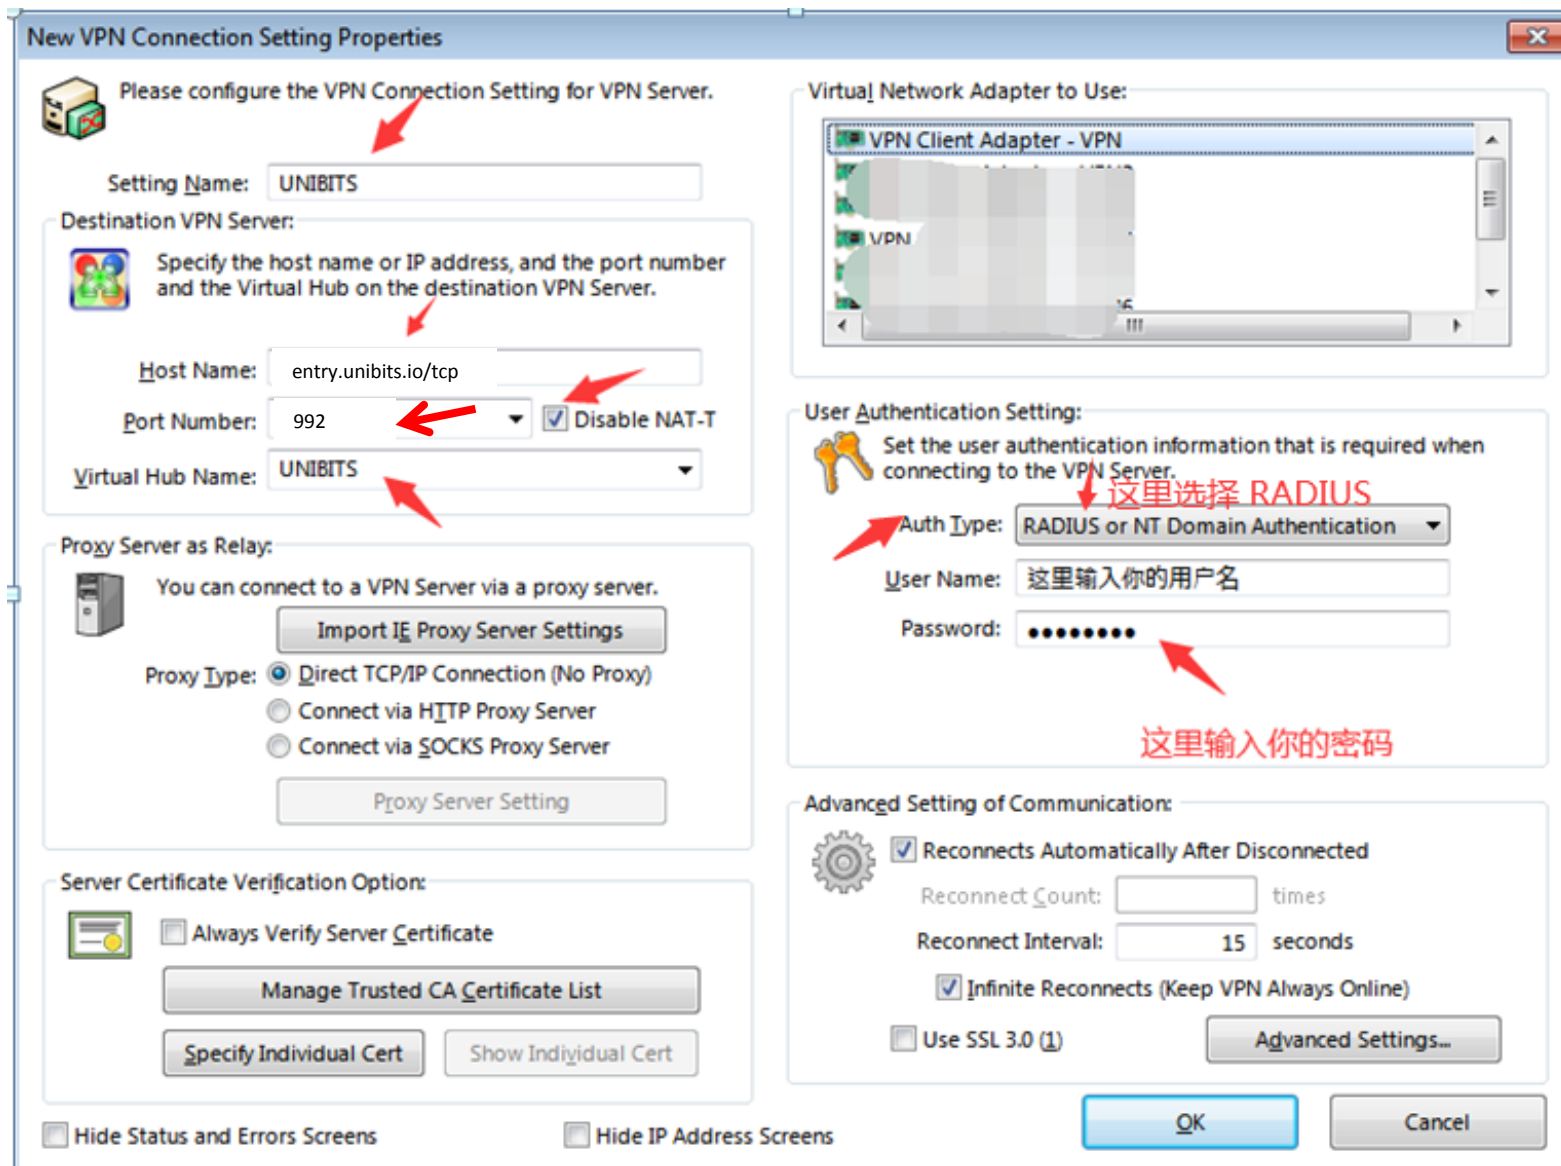 New VPN Connection Setting Properties
Please configure the VPN Connection Setting for VPN Server.
Setting Name: UNIBITS
Destination VPN Server:
Specify the host name or IP address, and the port number
and the Virtual Hub on the destination VPN Server.
Host Name: entry.unibits.io/tcp
Port Number: 992 Disable NAT-T
Virtual Hub Name: UNIBITS
Proxy Server as Relay:
You can connect to a VPN Server via a proxy server.
Import IE Proxy Server Settings
Proxy Type: Direct TCP/IP Connection (No Proxy)
Connect via HTTP Proxy Server
Connect via SOCKS Proxy Server
Proxy Server Setting
Server Certificate Verification Option:
Always Verify Server Certificate
Manage Trusted CA Certificate List
Specify Individual Cert Show Individual Cert
Hide Status and Errors Screens Hide IP Address Screens
Virtual Network Adapter to Use:
VPN Client Adapter - VPN
VPN
User Authentication Setting:
Set the user authentication information that is required when
connecting to the VPN Server.
这里选择 RADIUS
Auth Type: RADIUS or NT Domain Authentication
User Name: 这里输入你的用户名
Password: ●●●●●●●●
这里输入你的密码
Advanced Setting of Communication:
Reconnects Automatically After Disconnected
Reconnect Count: times
Reconnect Interval: 15 seconds
Infinite Reconnects (Keep VPN Always Online)
Use SSL 3.0 (1) Advanced Settings...
OK Cancel